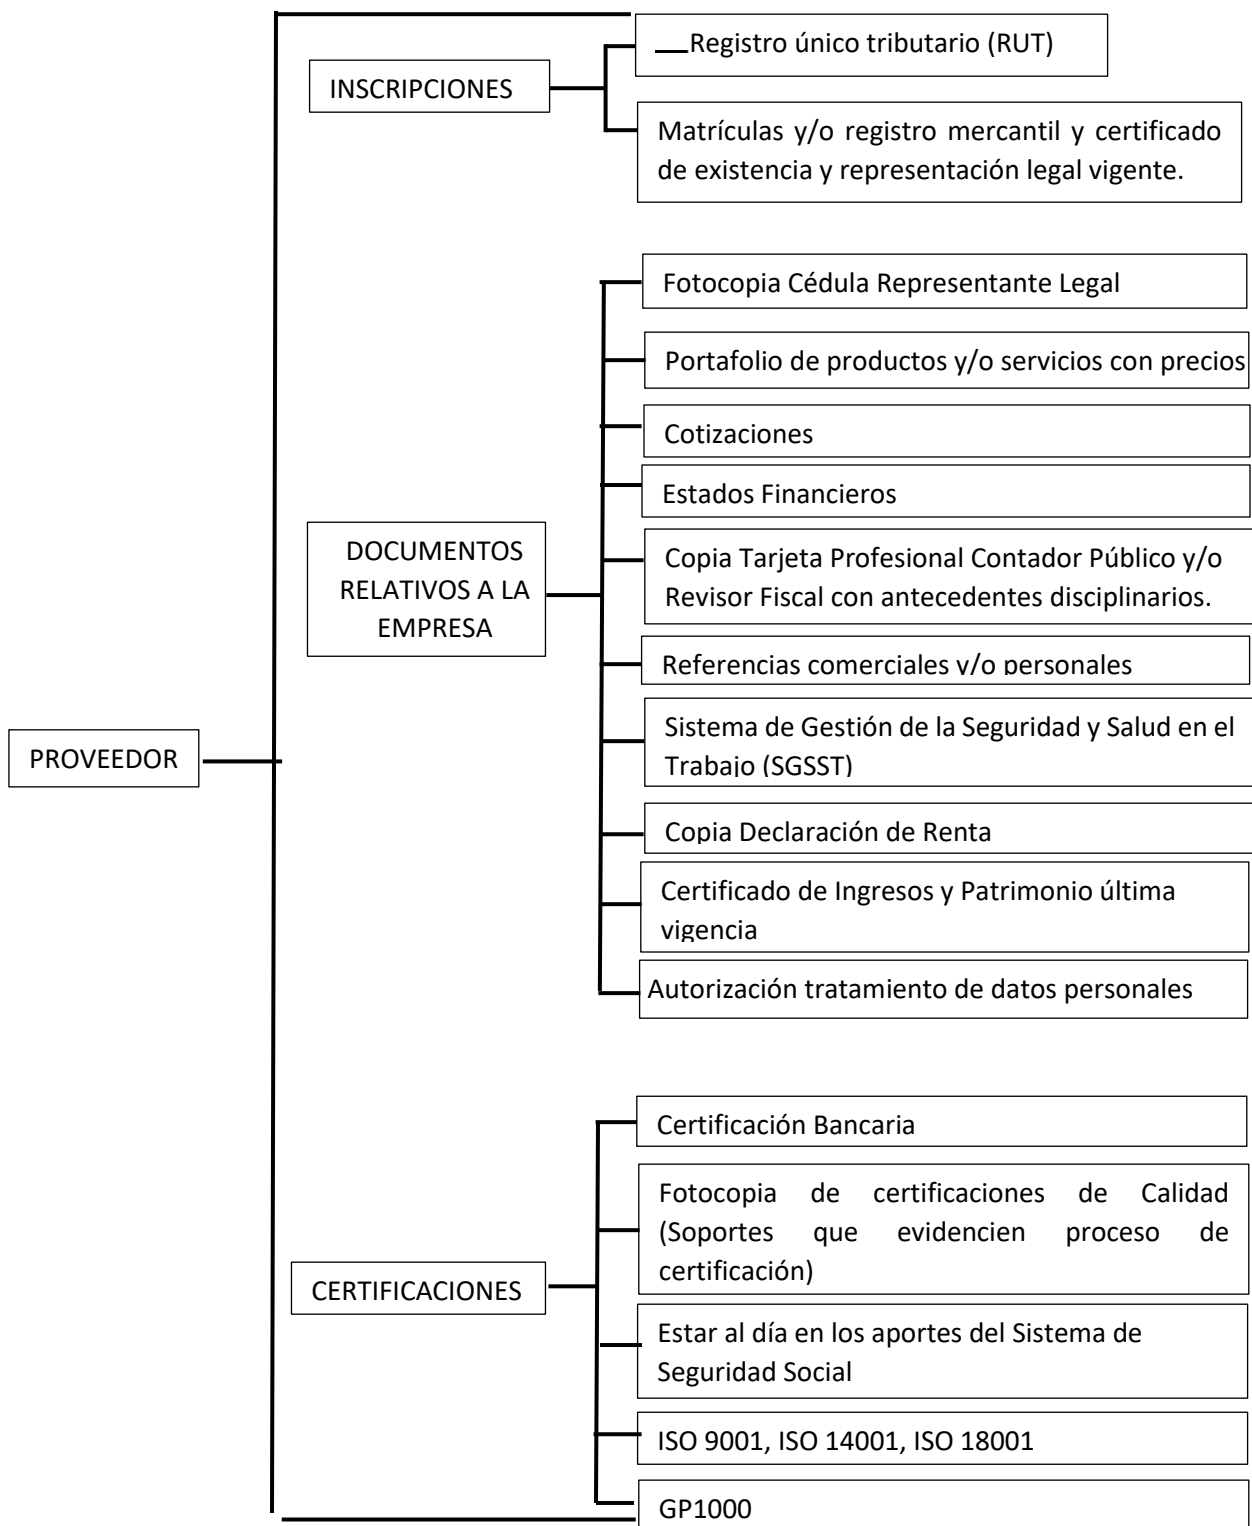 Registro único tributario (RUT)
INSCRIPCIONES
Matrículas y/o registro mercantil y certificado
de existencia y representación legal vigente.
Fotocopia Cédula Representante Legal
Portafolio de productos y/o servicios con precios
Cotizaciones
Estados Financieros
DOCUMENTOS
RELATIVOS A LA
EMPRESA
Copia Tarjeta Profesional Contador Público y/o
Revisor Fiscal con antecedentes disciplinarios.
Referencias comerciales y/o personales
PROVEEDOR
Sistema de Gestión de la Seguridad y Salud en el
Trabajo (SGSST)
Copia Declaración de Renta
Certificado de Ingresos y Patrimonio última
vigencia
Autorización tratamiento de datos personales
Certificación Bancaria
Fotocopia de certificaciones de Calidad
(Soportes que evidencien proceso de
certificación)
CERTIFICACIONES
Estar al día en los aportes del Sistema de
Seguridad Social
ISO 9001, ISO 14001, ISO 18001
GP1000